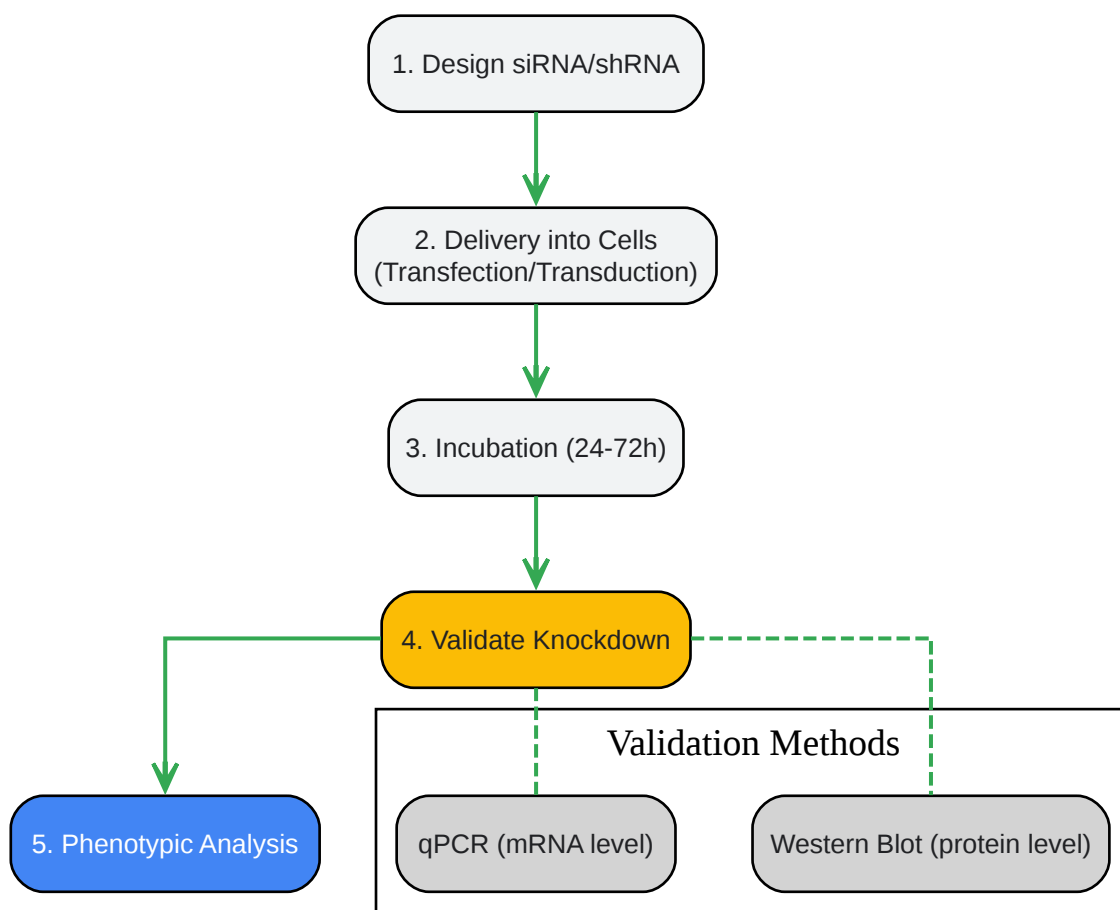 1. Design siRNA/shRNA
2. Delivery into Cells
(Transfection/Transduction)
3. Incubation (24-72h)
4. Validate Knockdown
Validation Methods
5. Phenotypic Analysis
qPCR (mRNA level)
Western Blot (protein level)